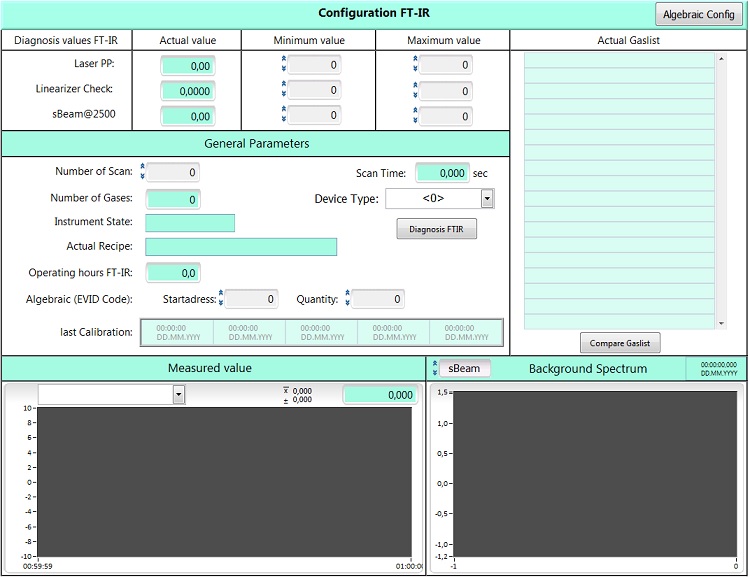 Configuration FT-IR
Algebraic Config
Diagnosis values FT-IR Actual value Minimum value Maximum value Actual Gaslist
Laser PP: 0,00 0 0
Linearizer Check: 0,0000 0 0
sBeam@2500 0,00 0 0
General Parameters
Number of Scan: 0 Scan Time: 0,000 sec
Number of Gases: 0 Device Type: <0>
Instrument State: Diagnosis FTIR
Actual Recipe:
Operating hours FT-IR: 0,0
Algebraic (EVID Code): Startadress: 0 Quantity: 0
last Calibration: 00:00:00 00:00:00 00:00:00 00:00:00 00:00:00
DD.MM.YYYY DD.MM.YYYY DD.MM.YYYY DD.MM.YYYY DD.MM.YYYY
Compare Gaslist
Measured value
x̅ 0,000
± 0,000
0,000
10
8
6
4
2
0
-2
-4
-6
-8
-10
00:59:59 01:00:00
sBeam Background Spectrum 00:00:00,000
DD.MM.YYYY
1,5
1,0
0,5
0,0
-0,5
-1,0
-1,2
-1 0